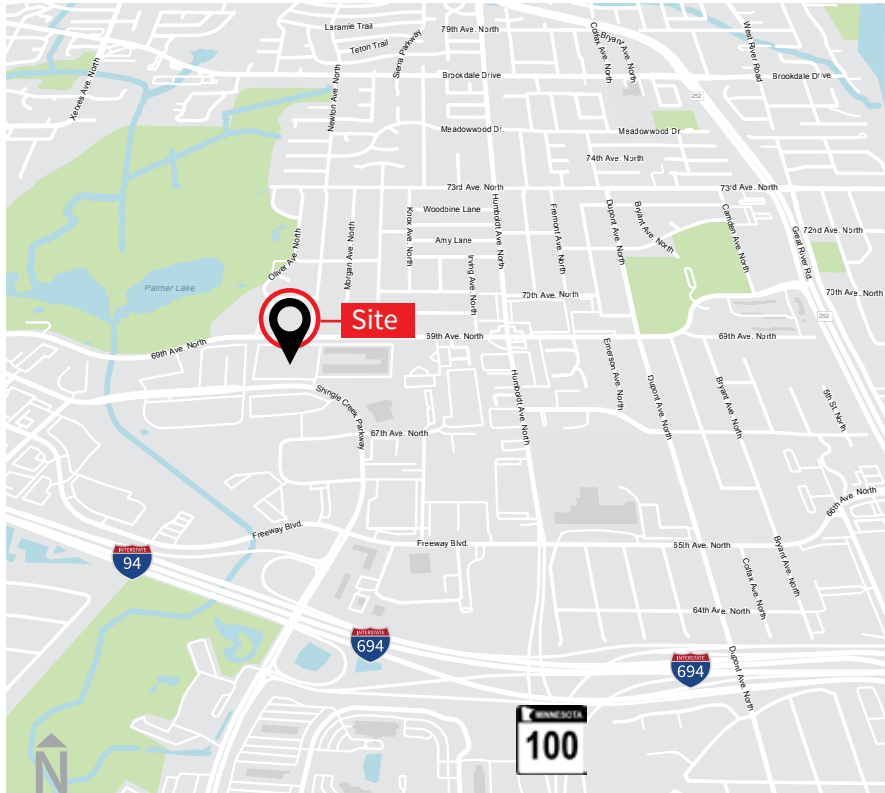 Laramie Trail
79th Ave. North
Teton Trail
Sierra Parkway
Colfax Ave. North
Bryant Ave. North
West River Road
Xerxes Ave. North
Newton Ave. North
Brookdale Drive
Brookdale Drive
252
Meadowwood Dr.
Meadowwood Dr.
74th Ave. North
73rd Ave. North
73rd Ave. North
Woodbine Lane
Knox Ave. North
Humboldt Ave. North
Fremont Ave. North
Dupont Ave. North
Bryant Ave. North
Camden Ave. North
72nd Ave. North
Great River Rd.
Amy Lane
Oliver Ave. North
Morgan Ave. North
Irving Ave. North
Palmer Lake
70th Ave. North
70th Ave. North
252
Site
69th Ave. North
69th Ave. North
69th Ave. North
Emerson Ave. North
Dupont Ave. North
Bryant Ave. North
5th St. North
Shingle Creek
Parkway
Humboldt Ave. North
67th Ave. North
66th Ave. North
Freeway Blvd.
Freeway Blvd.
65th Ave. North
Bryant Ave. North
Colfax Ave. North
INTERSTATE
94
64th Ave. North
INTERSTATE
694
INTERSTATE
694
Dupont Ave. North
MINNESOTA
100
N